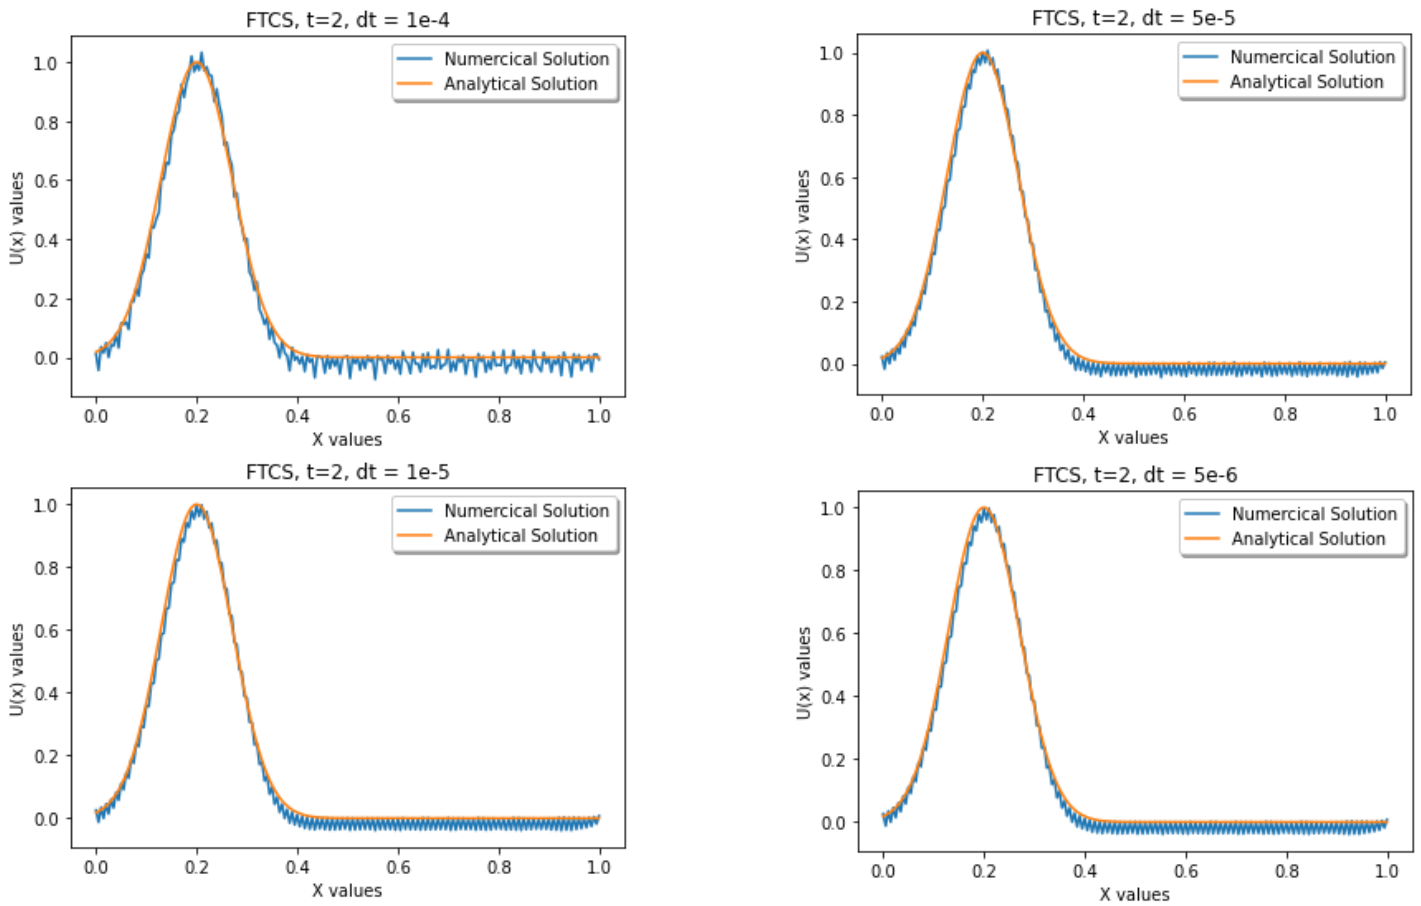 FTCS, t=2, dt = 1e-4
Numercical Solution
Analytical Solution
U(x) values
1.0
0.8
0.6
0.4
0.2
0.0
0.0 0.2 0.4 0.6 0.8 1.0
X values
FTCS, t=2, dt = 5e-5
Numercical Solution
Analytical Solution
U(x) values
1.0
0.8
0.6
0.4
0.2
0.0
0.0 0.2 0.4 0.6 0.8 1.0
X values
FTCS, t=2, dt = 1e-5
Numercical Solution
Analytical Solution
U(x) values
1.0
0.8
0.6
0.4
0.2
0.0
0.0 0.2 0.4 0.6 0.8 1.0
X values
FTCS, t=2, dt = 5e-6
Numercical Solution
Analytical Solution
U(x) values
1.0
0.8
0.6
0.4
0.2
0.0
0.0 0.2 0.4 0.6 0.8 1.0
X values